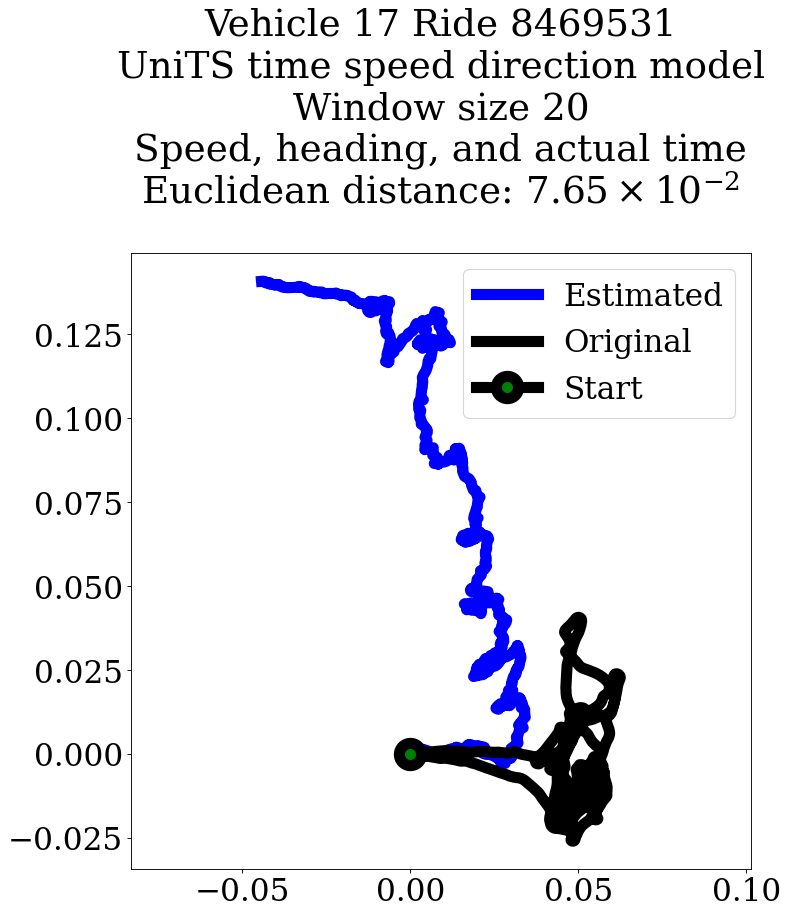 Vehicle 17 Ride 8469531
UniTS time speed direction model
Window size 20
Speed, heading, and actual time
Euclidean distance: 7.65 × 10⁻²
Estimated
Original
Start
0.125
0.100
0.075
0.050
0.025
0.000
−0.025
−0.05 0.00 0.05 0.10